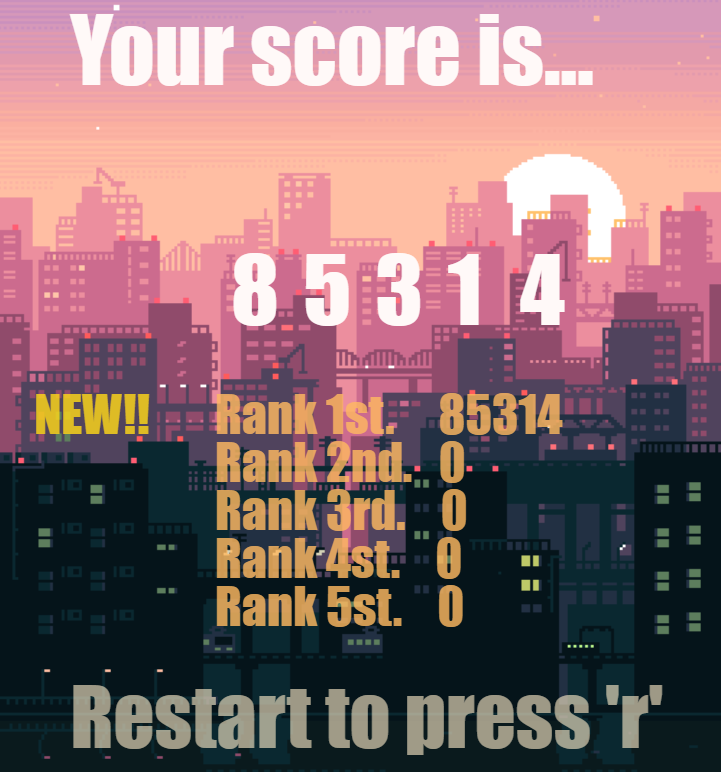 Your score is...
8 5 3 1 4
NEW!! Rank 1st. 85314
Rank 2nd. 0
Rank 3rd. 0
Rank 4st. 0
Rank 5st. 0
Restart to press 'r'